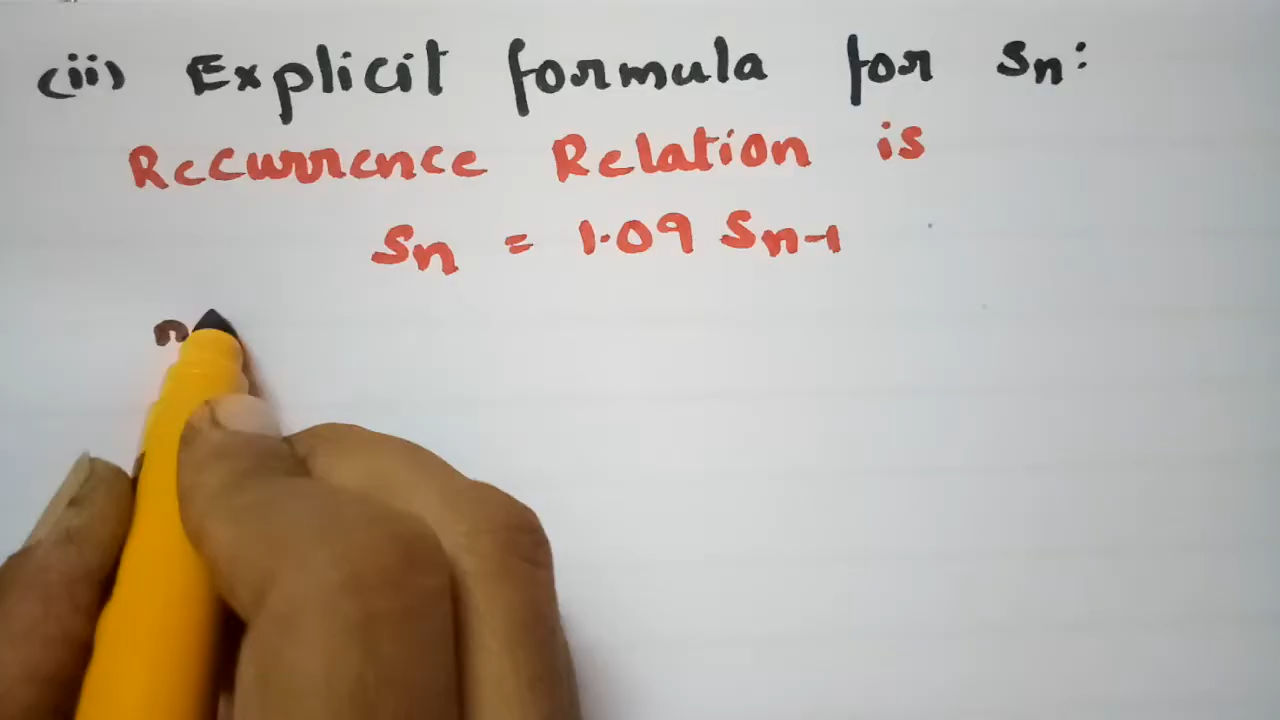 (ii) Explicit formula for Sn:
Recurrence Relation is
Sn = 1.09 Sn-1
n